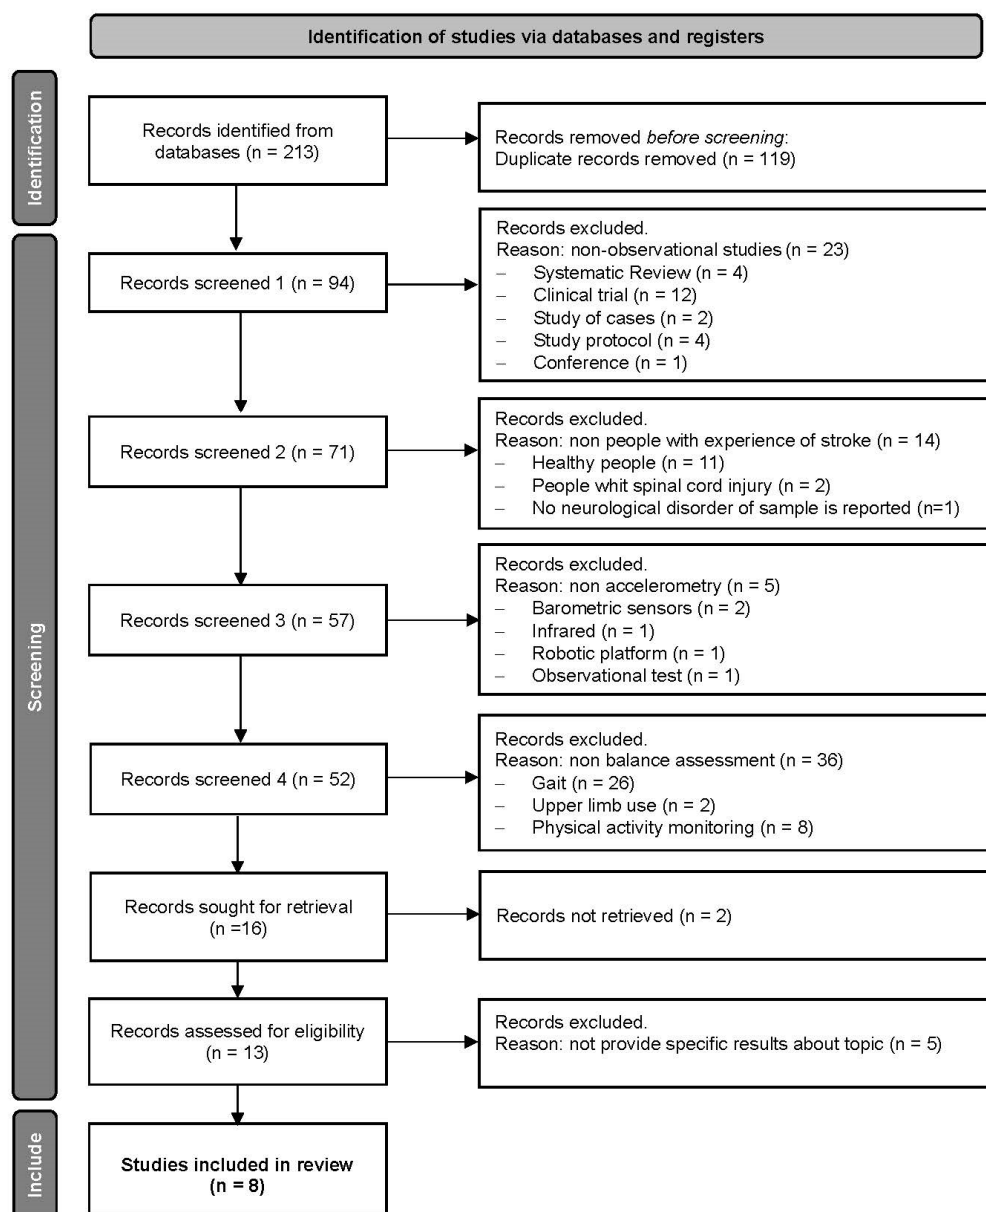 Identification of studies via databases and registers
Identification
Records identified from
databases (n = 213)
Records removed before screening:
Duplicate records removed (n = 119)
Screening
Records screened 1 (n = 94)
Records excluded.
Reason: non-observational studies (n = 23)
– Systematic Review (n = 4)
– Clinical trial (n = 12)
– Study of cases (n = 2)
– Study protocol (n = 4)
– Conference (n = 1)
Records screened 2 (n = 71)
Records excluded.
Reason: non people with experience of stroke (n = 14)
– Healthy people (n = 11)
– People whit spinal cord injury (n = 2)
– No neurological disorder of sample is reported (n=1)
Records screened 3 (n = 57)
Records excluded.
Reason: non accelerometry (n = 5)
– Barometric sensors (n = 2)
– Infrared (n = 1)
– Robotic platform (n = 1)
– Observational test (n = 1)
Records screened 4 (n = 52)
Records excluded.
Reason: non balance assessment (n = 36)
– Gait (n = 26)
– Upper limb use (n = 2)
– Physical activity monitoring (n = 8)
Records sought for retrieval
(n =16)
Records not retrieved (n = 2)
Records assessed for eligibility
(n = 13)
Records excluded.
Reason: not provide specific results about topic (n = 5)
Include
Studies included in review
(n = 8)